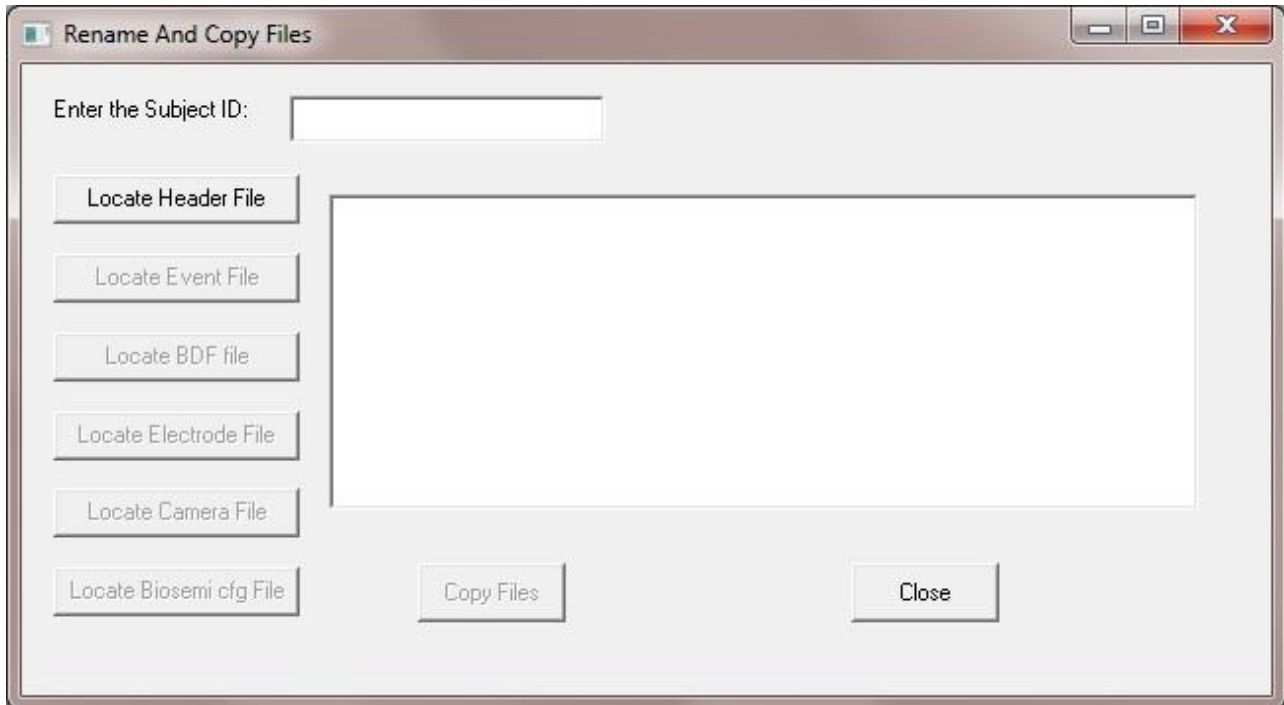 Rename And Copy Files
Enter the Subject ID:
Locate Header File
Locate Event File
Locate BDF file
Locate Electrode File
Locate Camera File
Locate Biosemi cfg File
Copy Files
Close